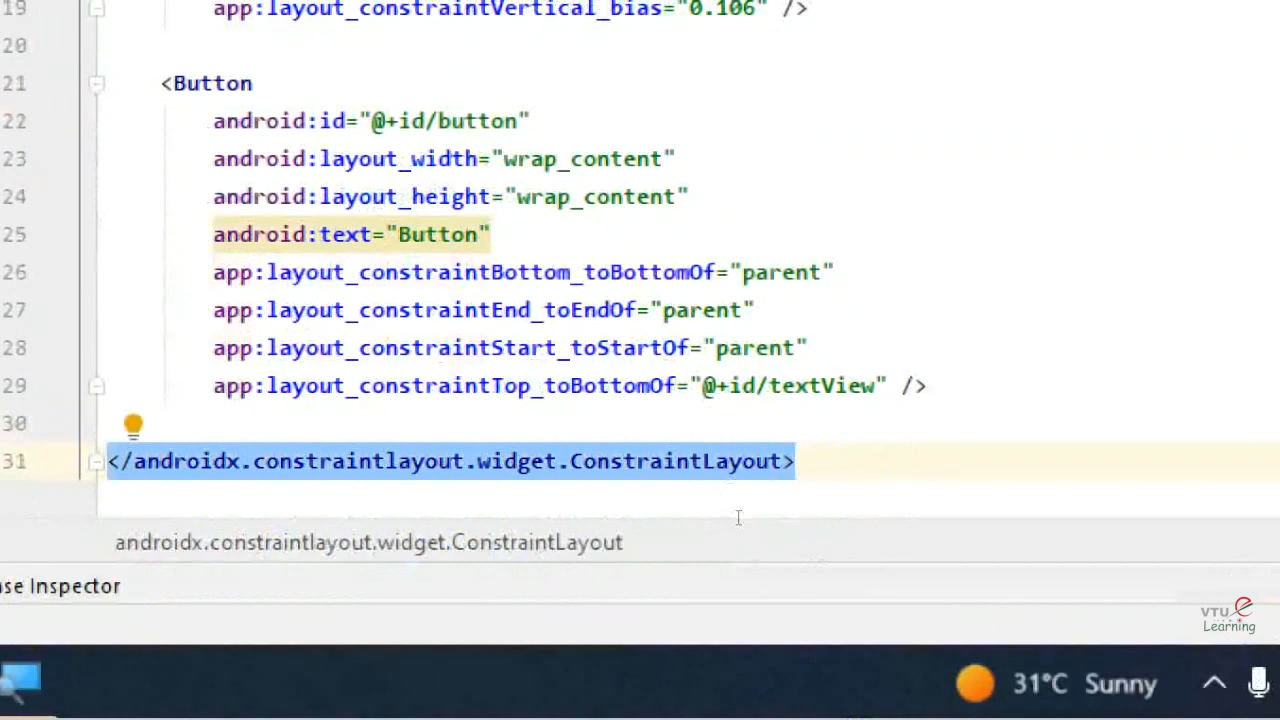 19 app:layout_constraintVertical_bias="0.106" />
20
21 <Button
22 android:id="@+id/button"
23 android:layout_width="wrap_content"
24 android:layout_height="wrap_content"
25 android:text="Button"
26 app:layout_constraintBottom_toBottomOf="parent"
27 app:layout_constraintEnd_toEndOf="parent"
28 app:layout_constraintStart_toStartOf="parent"
29 app:layout_constraintTop_toBottomOf="@+id/textView" />
30
31 </androidx.constraintlayout.widget.ConstraintLayout>
androidx.constraintlayout.widget.ConstraintLayout
se Inspector
VTU e
Learning
31°C Sunny